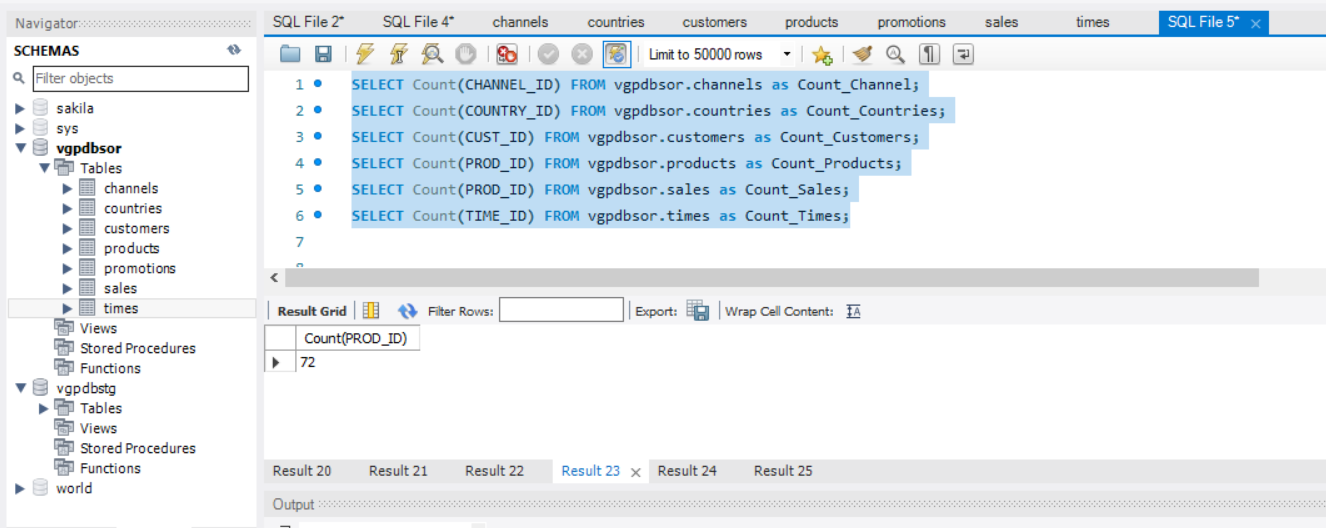 Navigator
SCHEMAS
Filter objects
sakila
sys
vgpdbsor
Tables
channels
countries
customers
products
promotions
sales
times
Views
Stored Procedures
Functions
vgpdbstg
Tables
Views
Stored Procedures
Functions
world
SQL File 2* SQL File 4* channels countries customers products promotions sales times SQL File 5*
Limit to 50000 rows
1 SELECT Count(CHANNEL_ID) FROM vgpdbsor.channels as Count_Channel;
2 SELECT Count(COUNTRY_ID) FROM vgpdbsor.countries as Count_Countries;
3 SELECT Count(CUST_ID) FROM vgpdbsor.customers as Count_Customers;
4 SELECT Count(PROD_ID) FROM vgpdbsor.products as Count_Products;
5 SELECT Count(PROD_ID) FROM vgpdbsor.sales as Count_Sales;
6 SELECT Count(TIME_ID) FROM vgpdbsor.times as Count_Times;
7
Result Grid Filter Rows: Export: Wrap Cell Content: IA
Count(PROD_ID)
72
Result 20 Result 21 Result 22 Result 23 Result 24 Result 25
Output